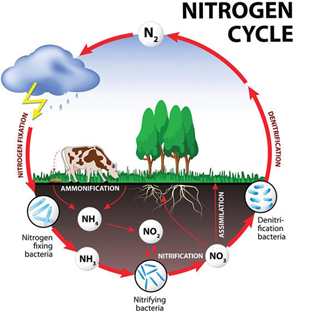 NITROGEN
CYCLE
N2
NITROGEN FIXATION
DENITRIFICATION
AMMONIFICATION
NH3
NO2
ASSIMILATION
Nitrogen
fixing
bacteria
Denitri-
fication
bacteria
NH3
NITRIFICATION
NO3
Nitrifying
bacteria